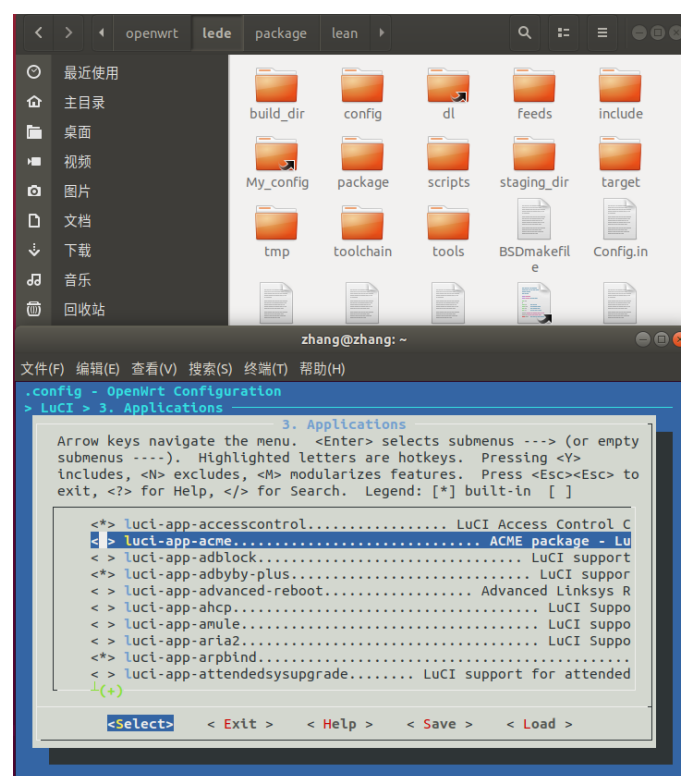 openwrt lede package lean
最近使用
主目录
桌面
视频
图片
文档
下载
音乐
回收站
build_dir config dl feeds include
My_config package scripts staging_dir target
tmp toolchain tools BSDmakefil
e Config.in
zhang@zhang: ~
文件(F) 编辑(E) 查看(V) 搜索(S) 终端(T) 帮助(H)
.config - OpenWrt Configuration
> LuCI > 3. Applications
3. Applications
Arrow keys navigate the menu. <Enter> selects submenus ---> (or empty
submenus ----). Highlighted letters are hotkeys. Pressing <Y>
includes, <N> excludes, <M> modularizes features. Press <Esc><Esc> to
exit, <?> for Help, </> for Search. Legend: [*] built-in [ ]
<*> luci-app-accesscontrol................. LuCI Access Control C
< > luci-app-acme............................... ACME package - Lu
< > luci-app-adblock.................................. LuCI support
<*> luci-app-adbyby-plus............................... LuCI suppor
< > luci-app-advanced-reboot................... Advanced Linksys R
< > luci-app-ahcp....................................... LuCI Suppo
< > luci-app-amule...................................... LuCI suppo
< > luci-app-aria2...................................... LuCI Suppo
<*> luci-app-arpbind...............................................
< > luci-app-attendedsysupgrade........ LuCI support for attended
(+)
<Select> < Exit > < Help > < Save > < Load >